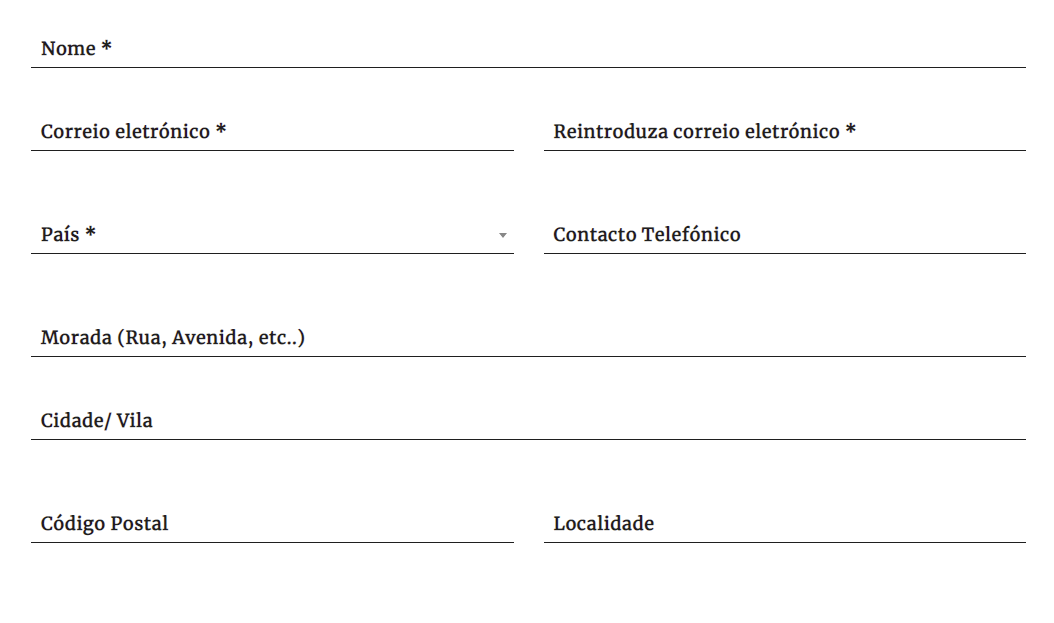 Nome *
Correio eletrónico *
Reintroduza correio eletrónico *
País *
Contacto Telefónico
Morada (Rua, Avenida, etc..)
Cidade/ Vila
Código Postal
Localidade